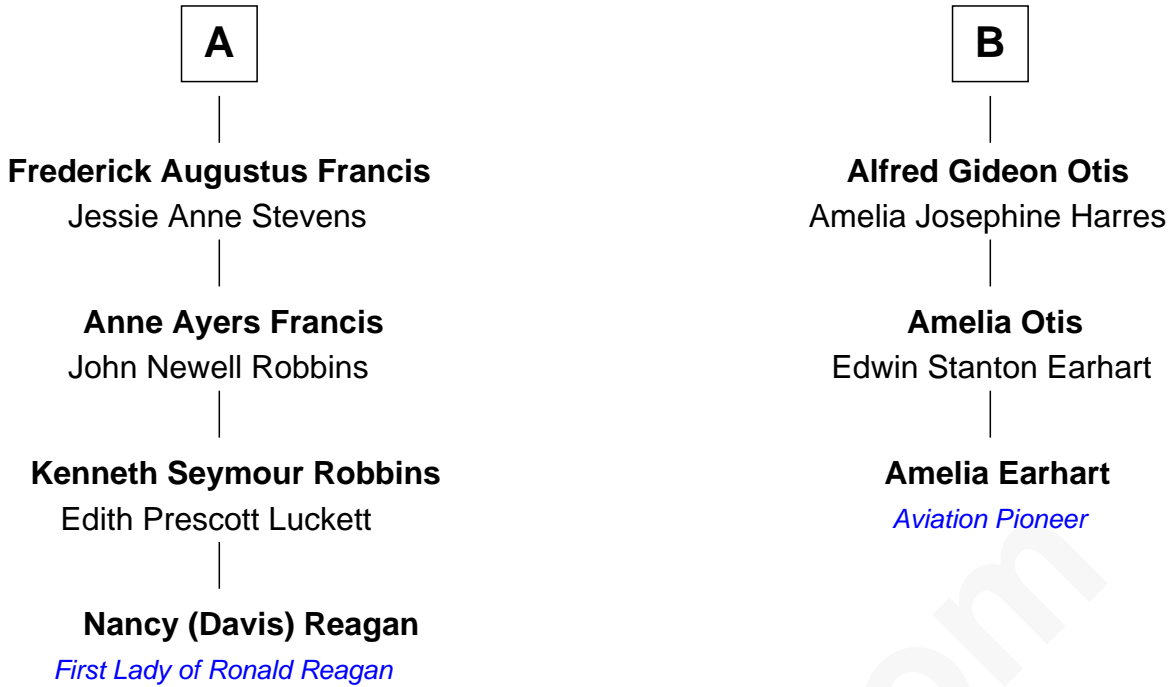 A
Frederick Augustus Francis
Jessie Anne Stevens
Anne Ayers Francis
John Newell Robbins
Kenneth Seymour Robbins
Edith Prescott Luckett
Nancy (Davis) Reagan
First Lady of Ronald Reagan
B
Alfred Gideon Otis
Amelia Josephine Harres
Amelia Otis
Edwin Stanton Earhart
Amelia Earhart
Aviation Pioneer
om